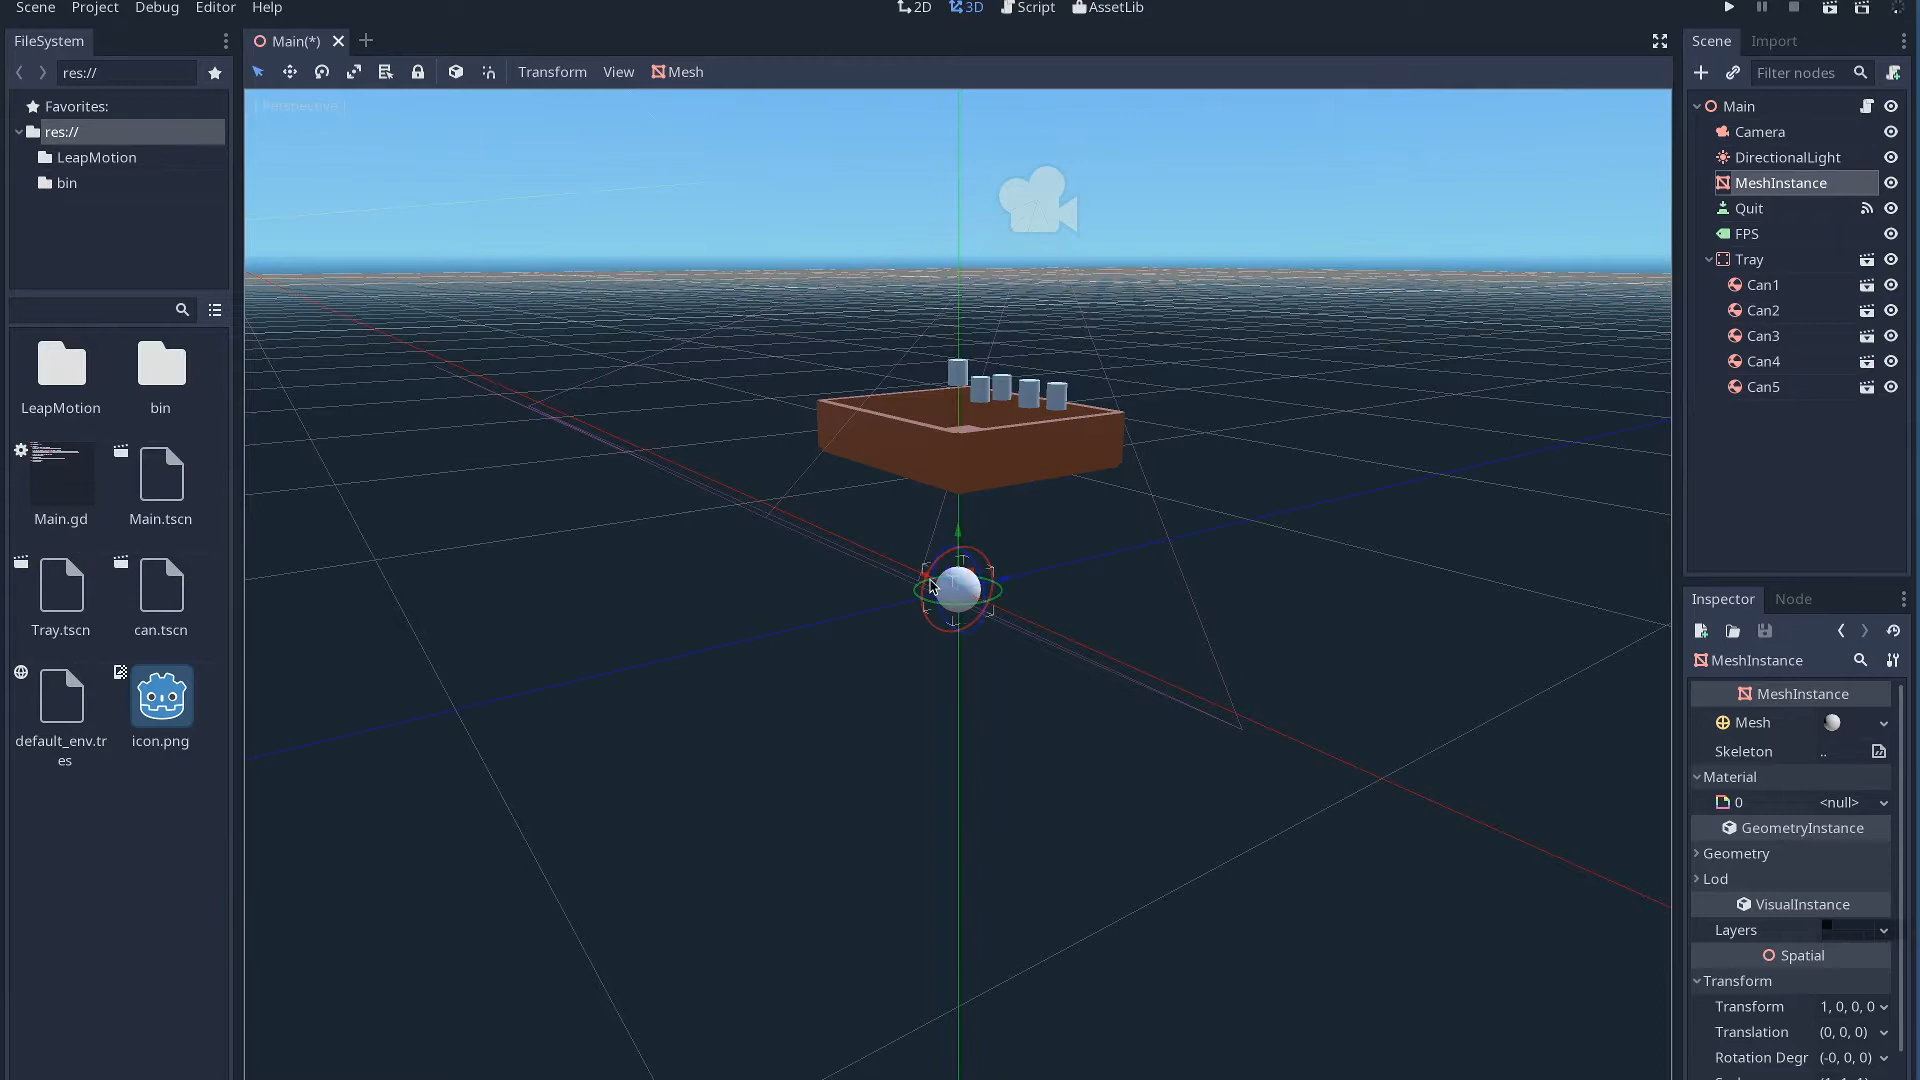 Scene Project Debug Editor Help
2D 3D Script AssetLib
FileSystem
res://
Favorites:
res://
LeapMotion
bin
LeapMotion bin
Main.gd Main.tscn
Tray.tscn can.tscn
default_env.tr icon.png
es
Main(*)
Transform View Mesh
[ Perspective ]
Scene Import
Filter nodes
Main
Camera
DirectionalLight
MeshInstance
Quit
FPS
Tray
Can1
Can2
Can3
Can4
Can5
Inspector Node
MeshInstance
MeshInstance
Mesh
Skeleton ..
Material
0 <null>
GeometryInstance
Geometry
Lod
VisualInstance
Layers
Spatial
Transform
Transform 1, 0, 0, 0
Translation (0, 0, 0)
Rotation Degr (-0, 0, 0)